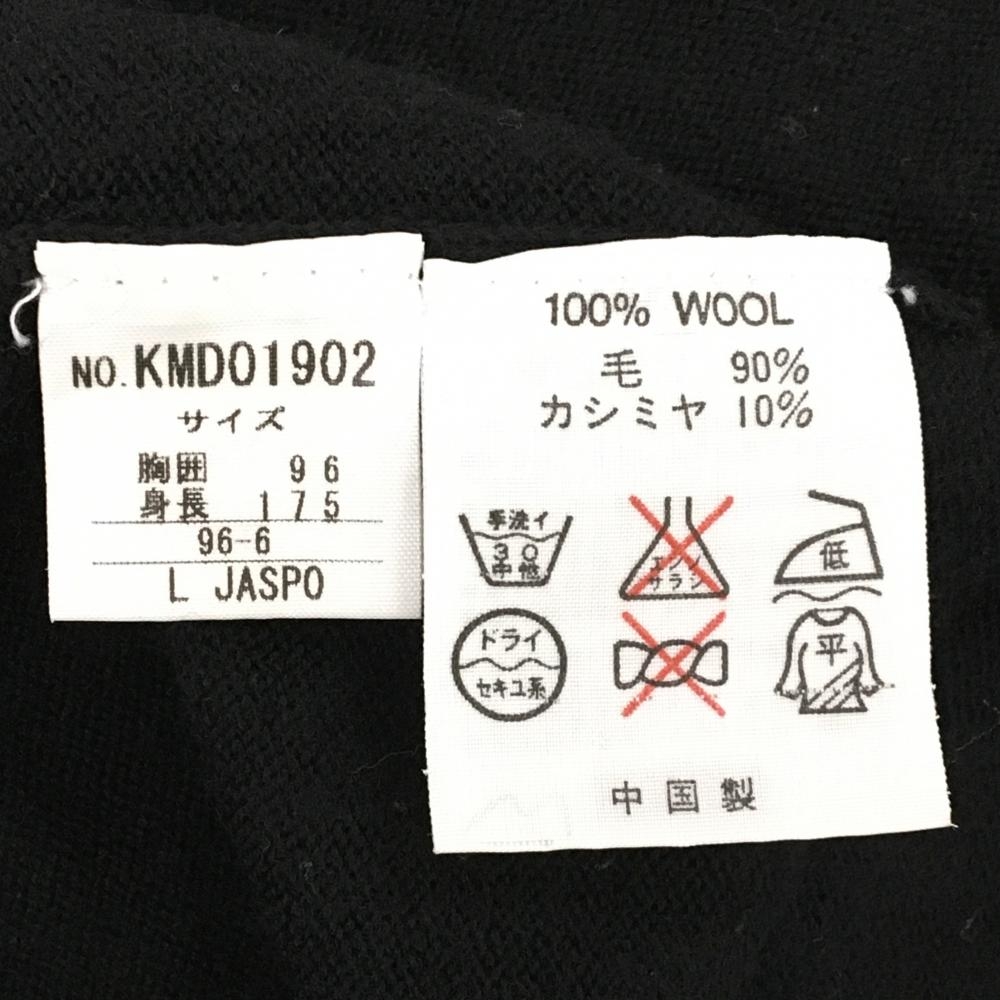 NO. KMD01902
サイズ
胸囲 96
身長 175
96-6
L JASPO
100% WOOL
毛 90%
カシミヤ 10%
手洗イ
30
中性
エンソ
サラシ
低
ドライ
セキユ系
平
中国製